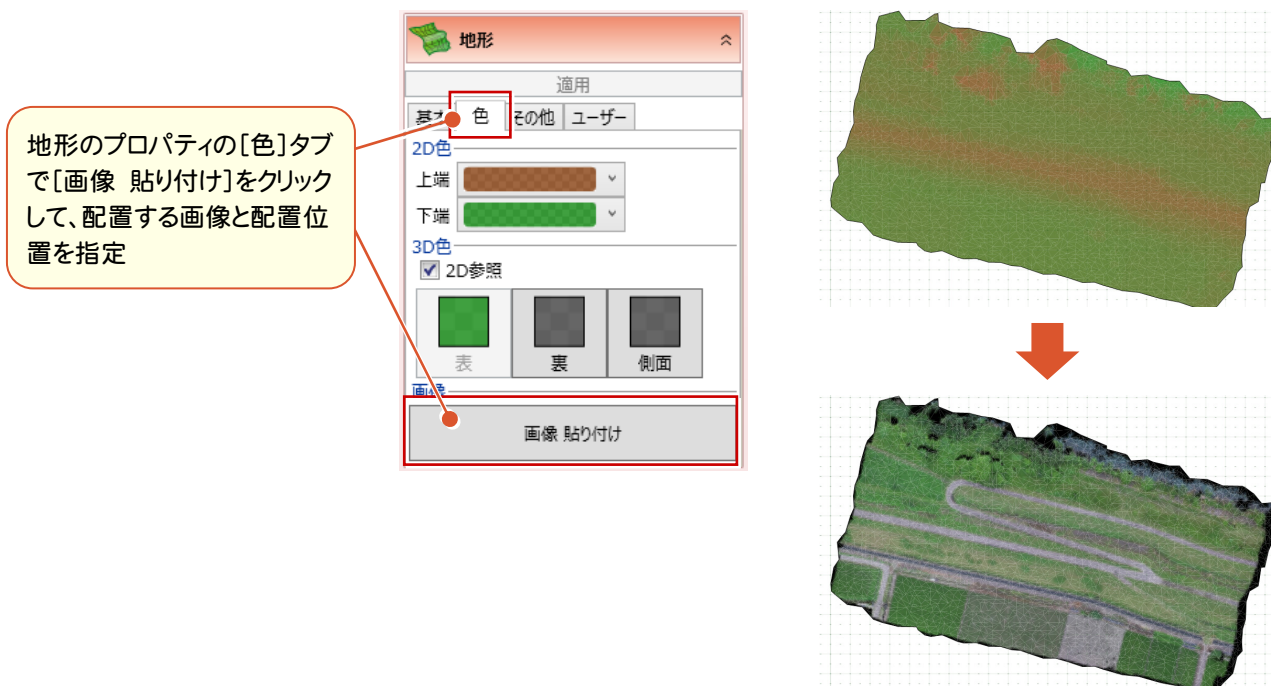 地形
適用
基本 色 その他 ユーザー
2D色
上端
下端
3D色
2D参照
表 裏 側面
画像
画像 貼り付け
地形のプロパティの[色]タブ
で[画像 貼り付け]をクリック
して、配置する画像と配置位
置を指定